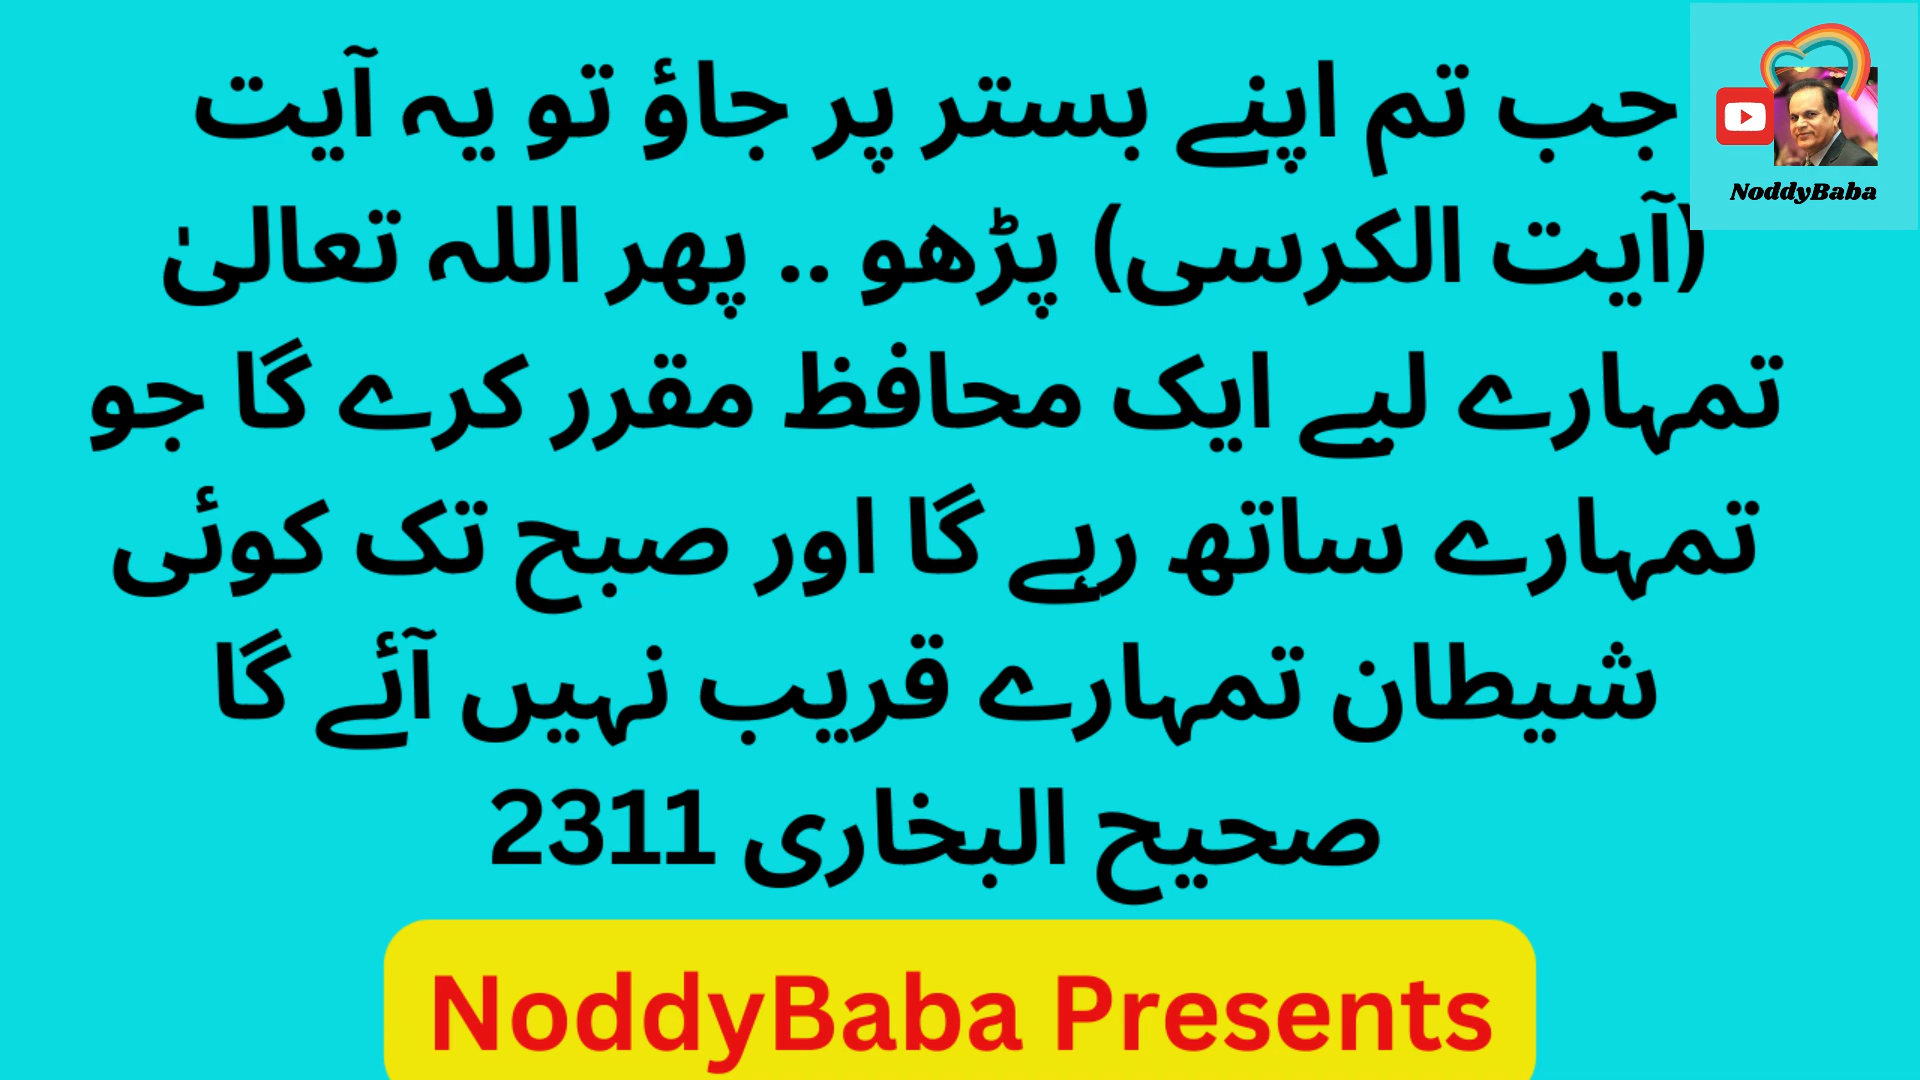 جب تم اپنے بستر پر جاؤ تو یہ آیت
(آیت الکرسی) پڑھو .. پھر اللہ تعالیٰ
تمہارے لیے ایک محافظ مقرر کرے گا جو
تمہارے ساتھ رہے گا اور صبح تک کوئی
شیطان تمہارے قریب نہیں آئے گا
صحیح البخاری 2311
NoddyBaba
NoddyBaba Presents